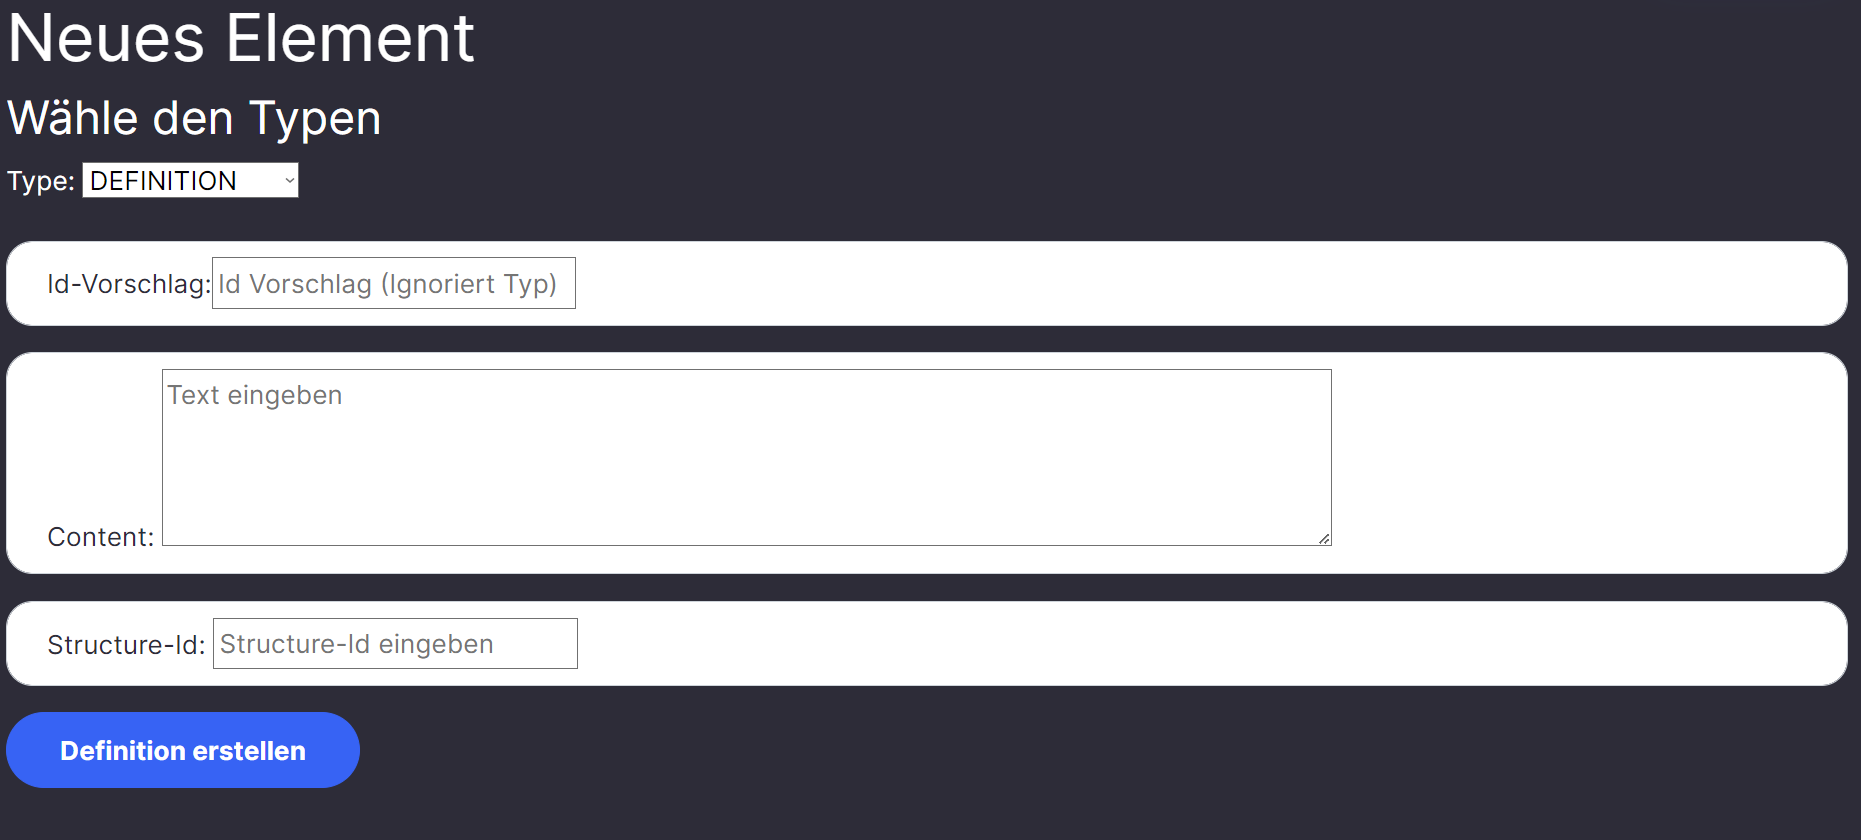 Neues Element
Wähle den Typen
Type: DEFINITION
Id-Vorschlag: Id Vorschlag (Ignoriert Typ)
Text eingeben
Content:
Structure-Id: Structure-Id eingeben
Definition erstellen